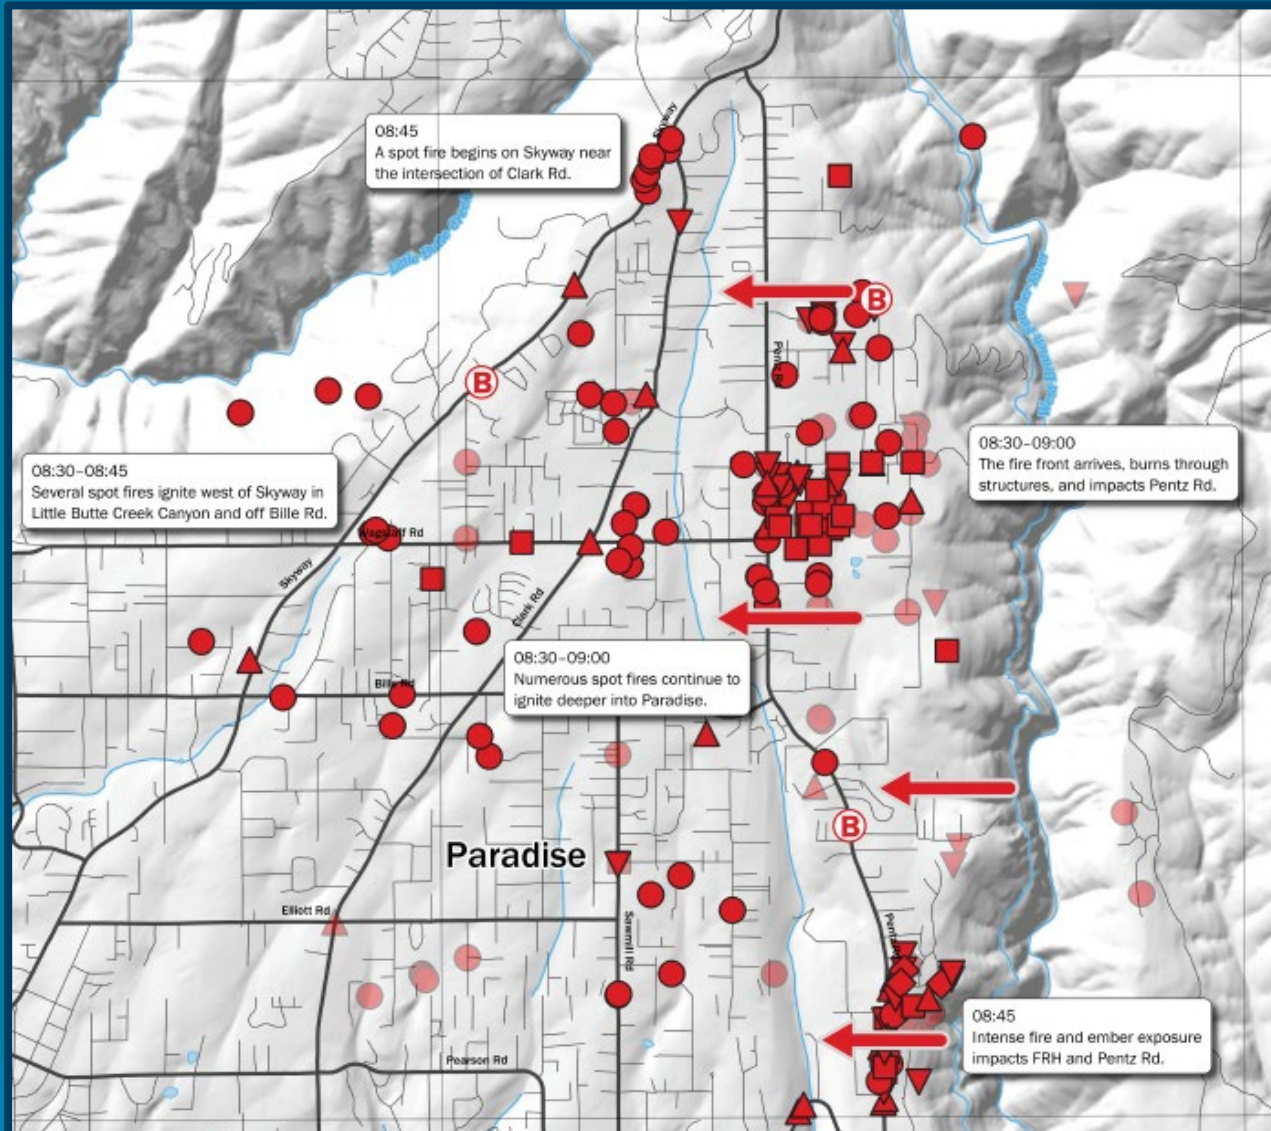 Skyway
08:45
A spot fire begins on Skyway near
the intersection of Clark Rd.
B
Pentz Rd
B
08:30–09:00
The fire front arrives, burns through
structures, and impacts Pentz Rd.
08:30–08:45
Several spot fires ignite west of Skyway in
Little Butte Creek Canyon and off Bille Rd.
Wagstaff Rd
Skyway
Clark Rd
08:30–09:00
Numerous spot fires continue to
ignite deeper into Paradise.
Bille Rd
B
Paradise
Elliott Rd
Sawmill Rd
Pentz
08:45
Intense fire and ember exposure
impacts FRH and Pentz Rd.
Pearson Rd